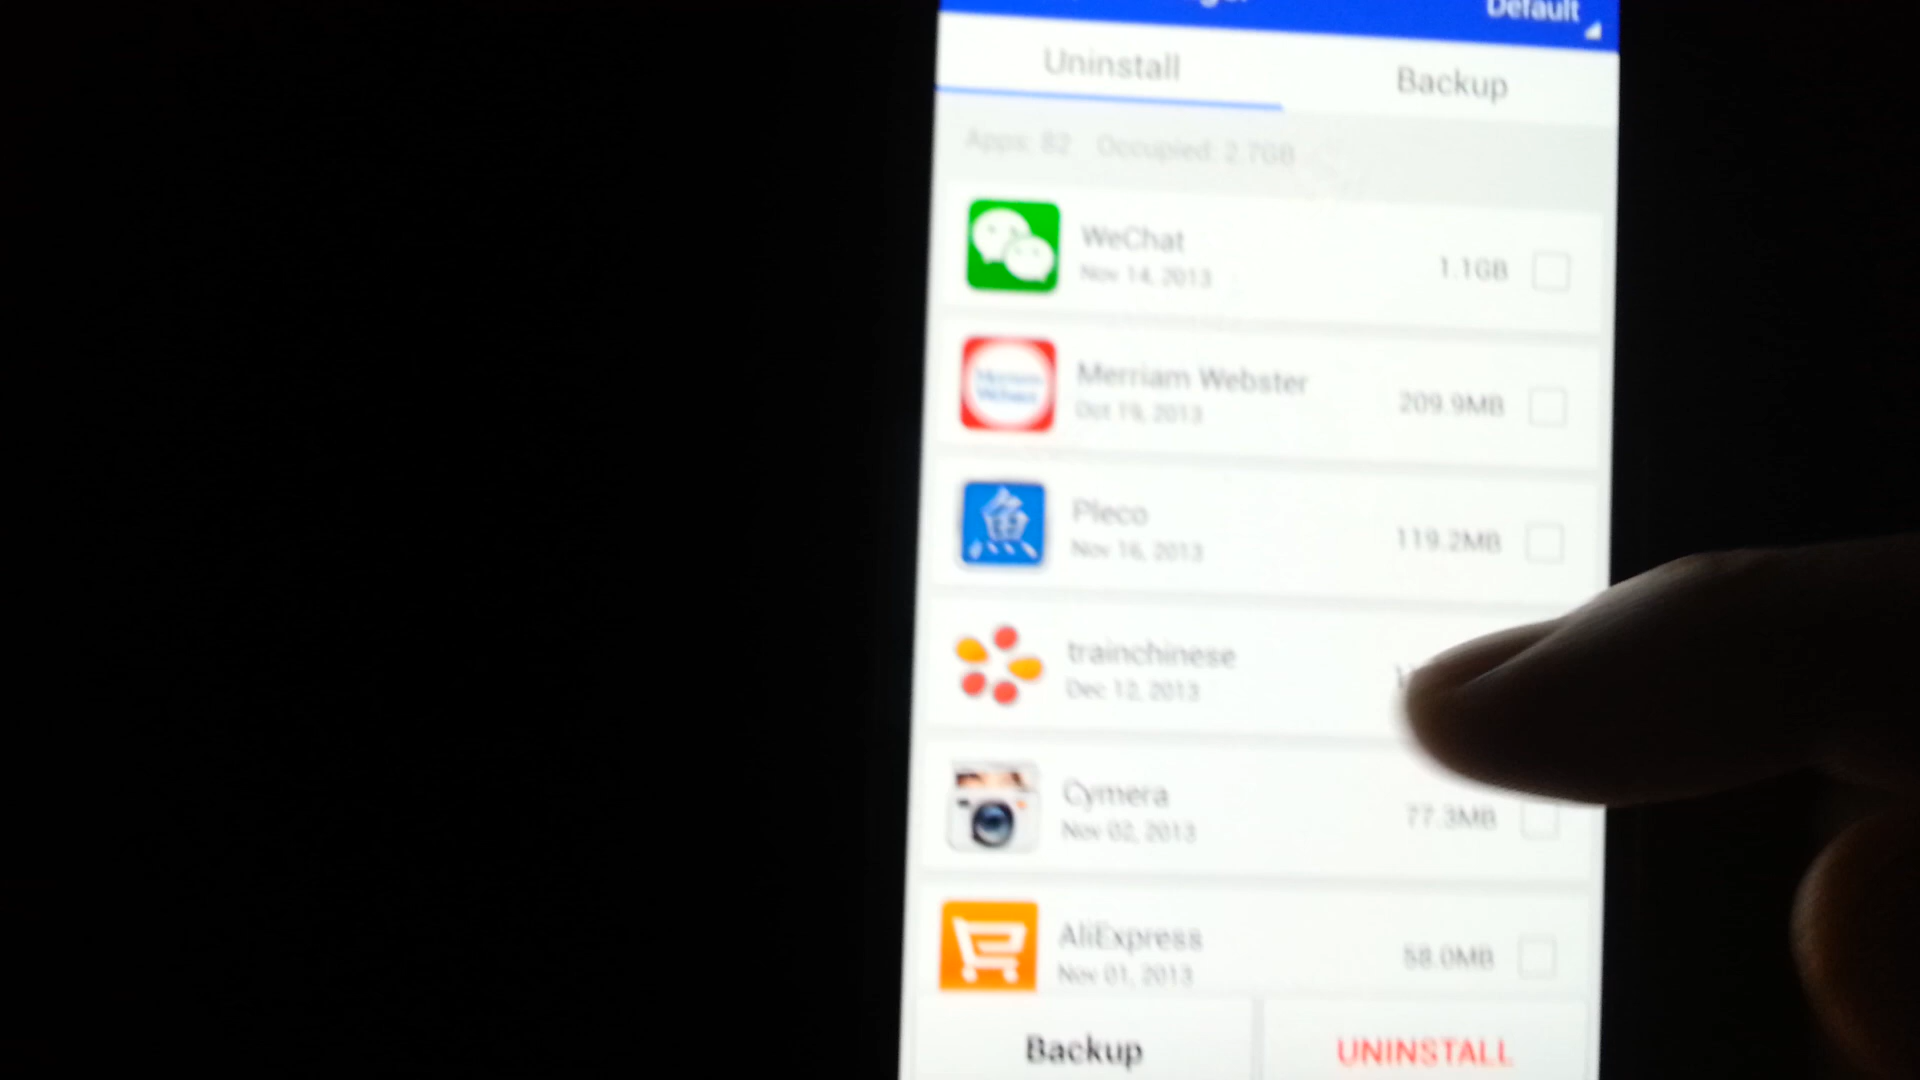 Default
Uninstall Backup
Apps: 82 Occupied: 2.7GB
WeChat
Nov 14, 2013
1.1GB
Merriam Webster
Oct 19, 2013
209.9MB
魚
Pleco
Nov 16, 2013
119.2MB
trainchinese
Dec 12, 2013
Cymera
Nov 02, 2013
77.3MB
AliExpress
Nov 01, 2013
58.0MB
Backup UNINSTALL